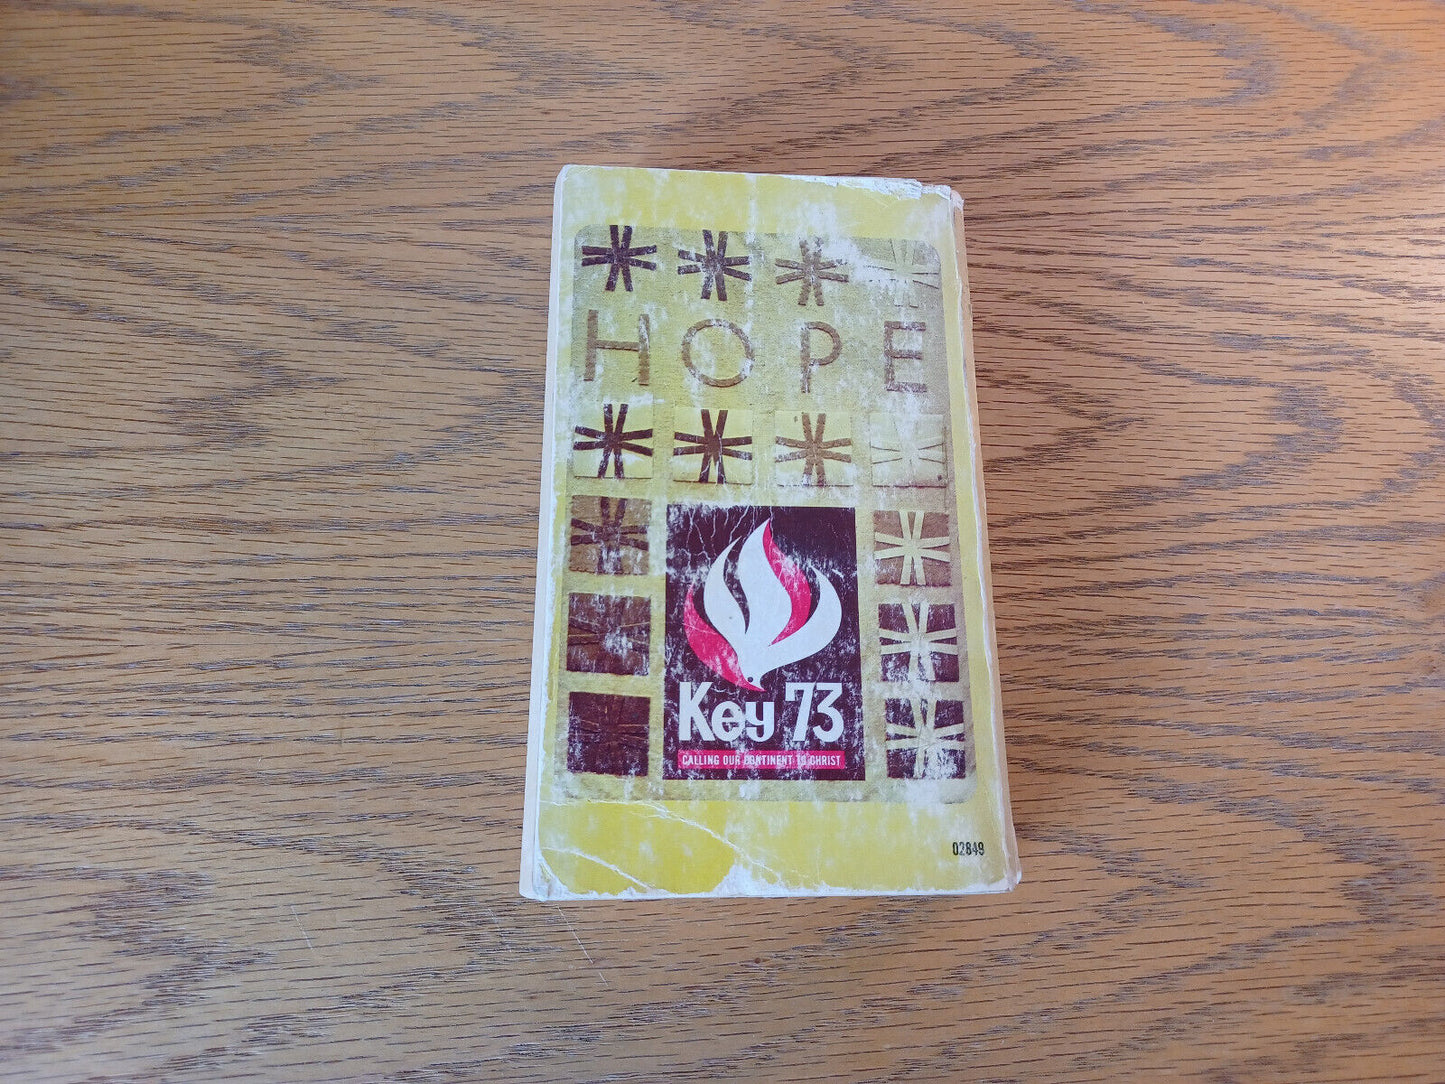 HOPE
Key 73
CALLING OUR CONTINENT TO CHRIST
02849